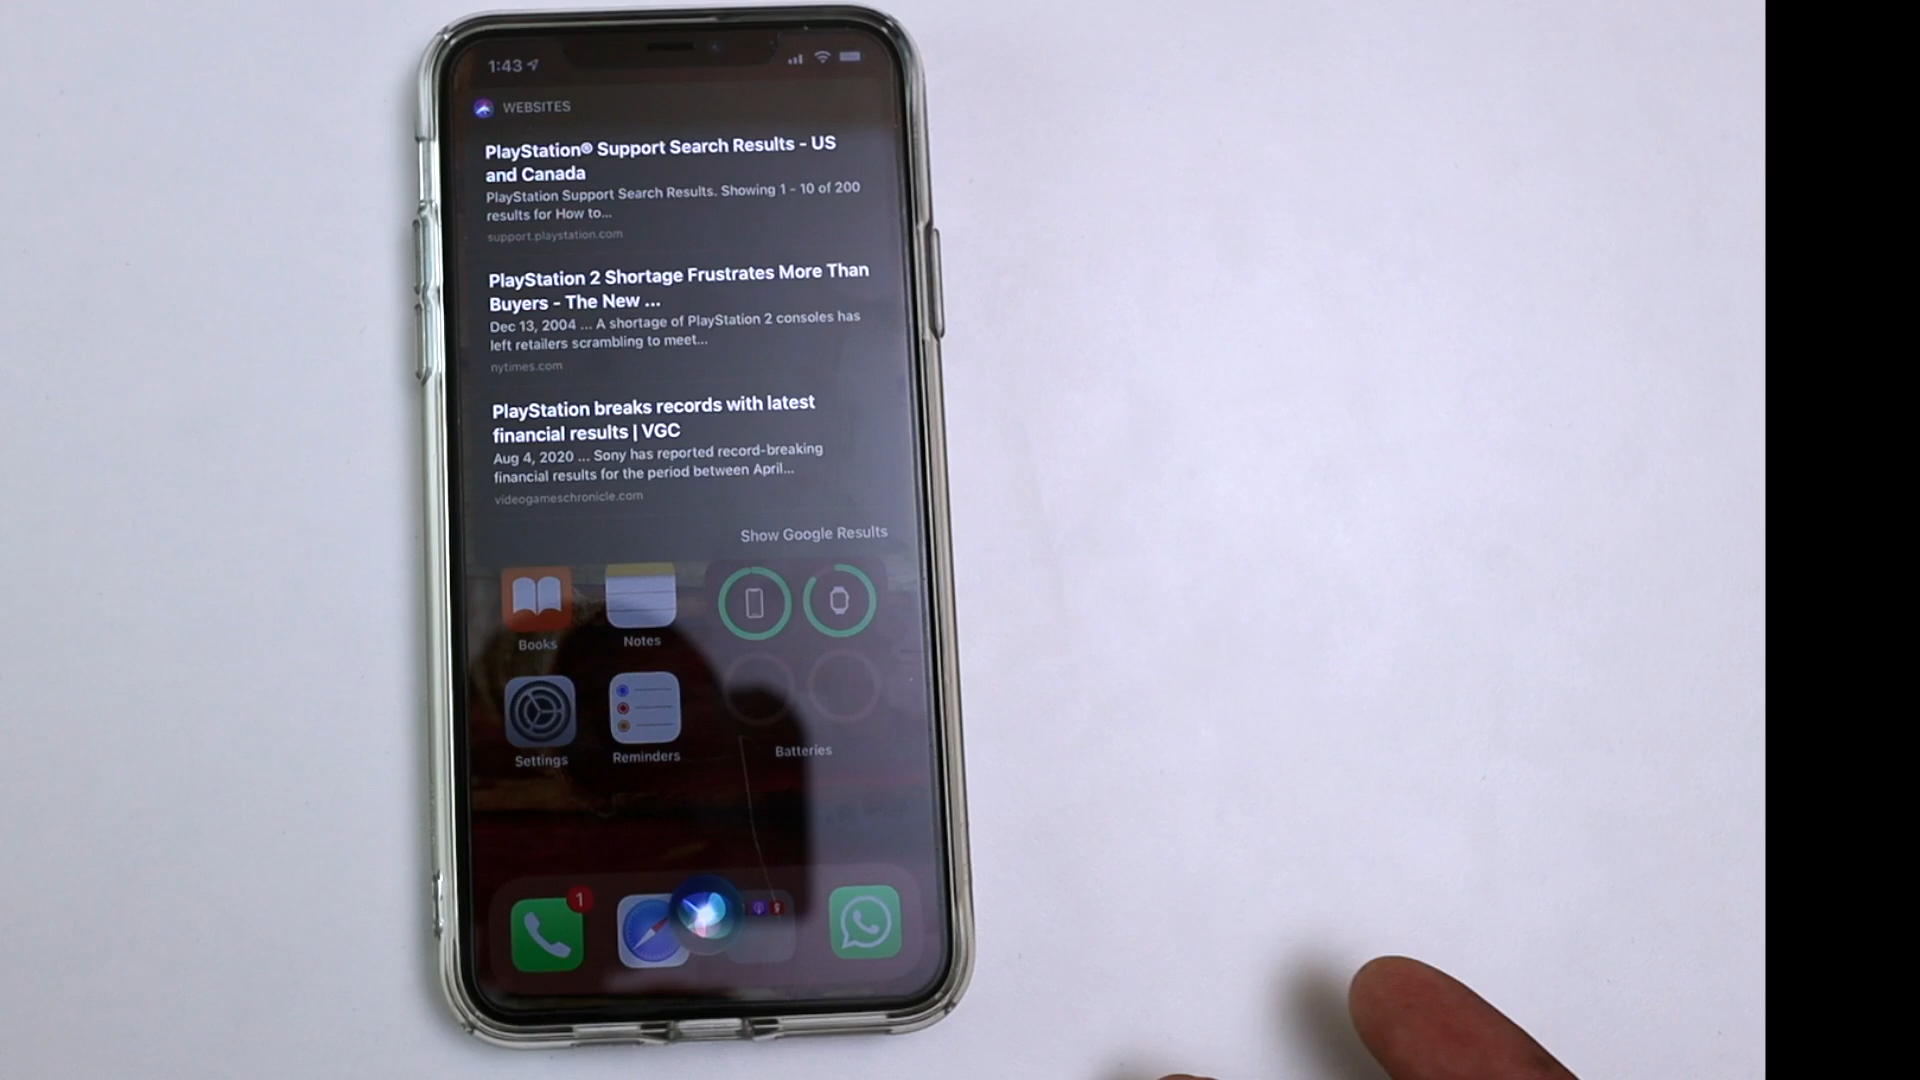 1:43
WEBSITES
PlayStation® Support Search Results - US
and Canada
PlayStation Support Search Results. Showing 1 - 10 of 200
results for How to...
support.playstation.com
PlayStation 2 Shortage Frustrates More Than
Buyers - The New ...
Dec 13, 2004 ... A shortage of PlayStation 2 consoles has
left retailers scrambling to meet...
nytimes.com
PlayStation breaks records with latest
financial results | VGC
Aug 4, 2020 ... Sony has reported record-breaking
financial results for the period between April...
videogameschronicle.com
Show Google Results
Books
Notes
Settings
Reminders
Batteries
1